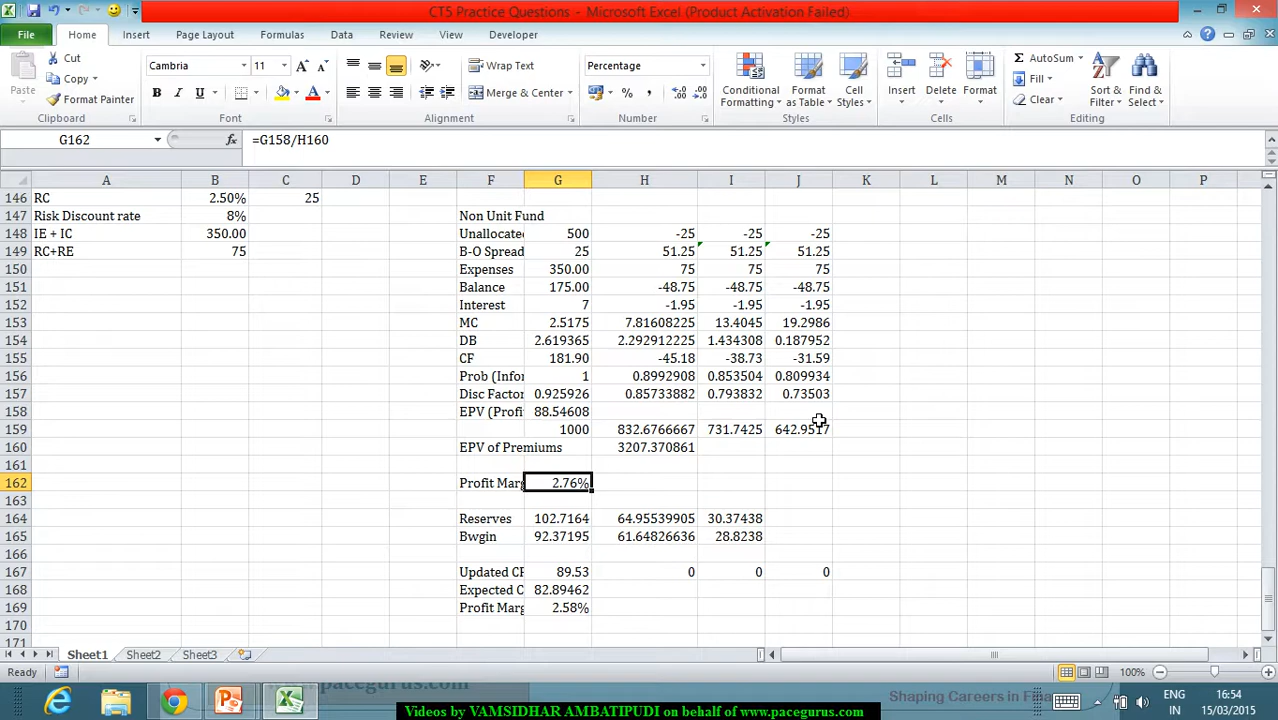 CT5 Practice Questions - Microsoft Excel (Product Activation Failed)
File Home Insert Page Layout Formulas Data Review View Developer
Paste
Cut
Copy
Format Painter
Clipboard
Cambria 11
B I U A
Font
Wrap Text
Merge & Center
Alignment
Percentage
%
Number
Conditional Formatting
Format as Table
Cell Styles
Styles
Insert Delete Format
Cells
AutoSum
Fill
Clear
Sort & Filter
Find & Select
Editing
G162 fx =G158/H160
A B C D E F G H I J K L M N O P
146 RC 2.50% 25
147 Risk Discount rate 8% Non Unit Fund
148 IE + IC 350.00 Unallocated 500 -25 -25 -25
149 RC+RE 75 B-O Spread 25 51.25 51.25 51.25
150 Expenses 350.00 75 75 75
151 Balance 175.00 -48.75 -48.75 -48.75
152 Interest 7 -1.95 -1.95 -1.95
153 MC 2.5175 7.81608225 13.4045 19.2986
154 DB 2.619365 2.292912225 1.434308 0.187952
155 CF 181.90 -45.18 -38.73 -31.59
156 Prob (Infor 1 0.8992908 0.853504 0.809934
157 Disc Factor 0.925926 0.85733882 0.793832 0.73503
158 EPV (Profi 88.54608
159 1000 832.6766667 731.7425 642.9517
160 EPV of Premiums 3207.370861
161
162 Profit Marg 2.76%
163
164 Reserves 102.7164 64.95539905 30.37438
165 Bwgin 92.37195 61.64826636 28.8238
166
167 Updated CF 89.53 0 0 0
168 Expected C 82.89462
169 Profit Marg 2.58%
170
171
Sheet1 Sheet2 Sheet3
Ready 100%
www.pacegurus.com
Shaping Careers in Fin
ENG
IN
16:54
15/03/2015
Videos by VAMSIDHAR AMBATIPUDI on behalf of www.pacegurus.com